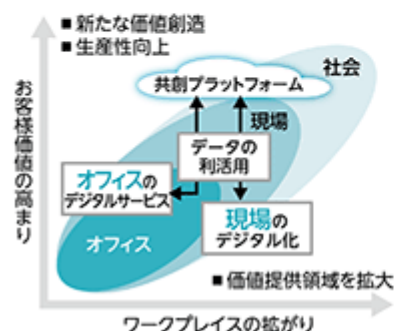 ■ 新たな価値創造
■ 生産性向上
社会
共創プラットフォーム
現場
データの
利活用
オフィスの
デジタルサービス
現場の
デジタル化
オフィス
■ 価値提供領域を拡大
お客様価値の高まり
ワークプレイスの拡がり